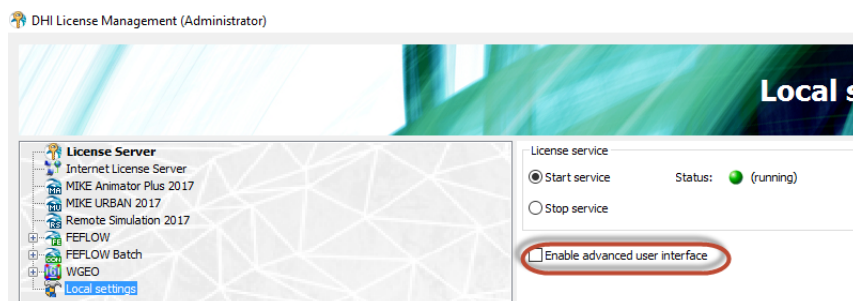 DHI License Management (Administrator)
Local s
License Server
Internet License Server
MIKE Animator Plus 2017
MIKE URBAN 2017
Remote Simulation 2017
FEFLOW
FEFLOW Batch
WGEO
Local settings
License service
Start service Status: (running)
Stop service
Enable advanced user interface